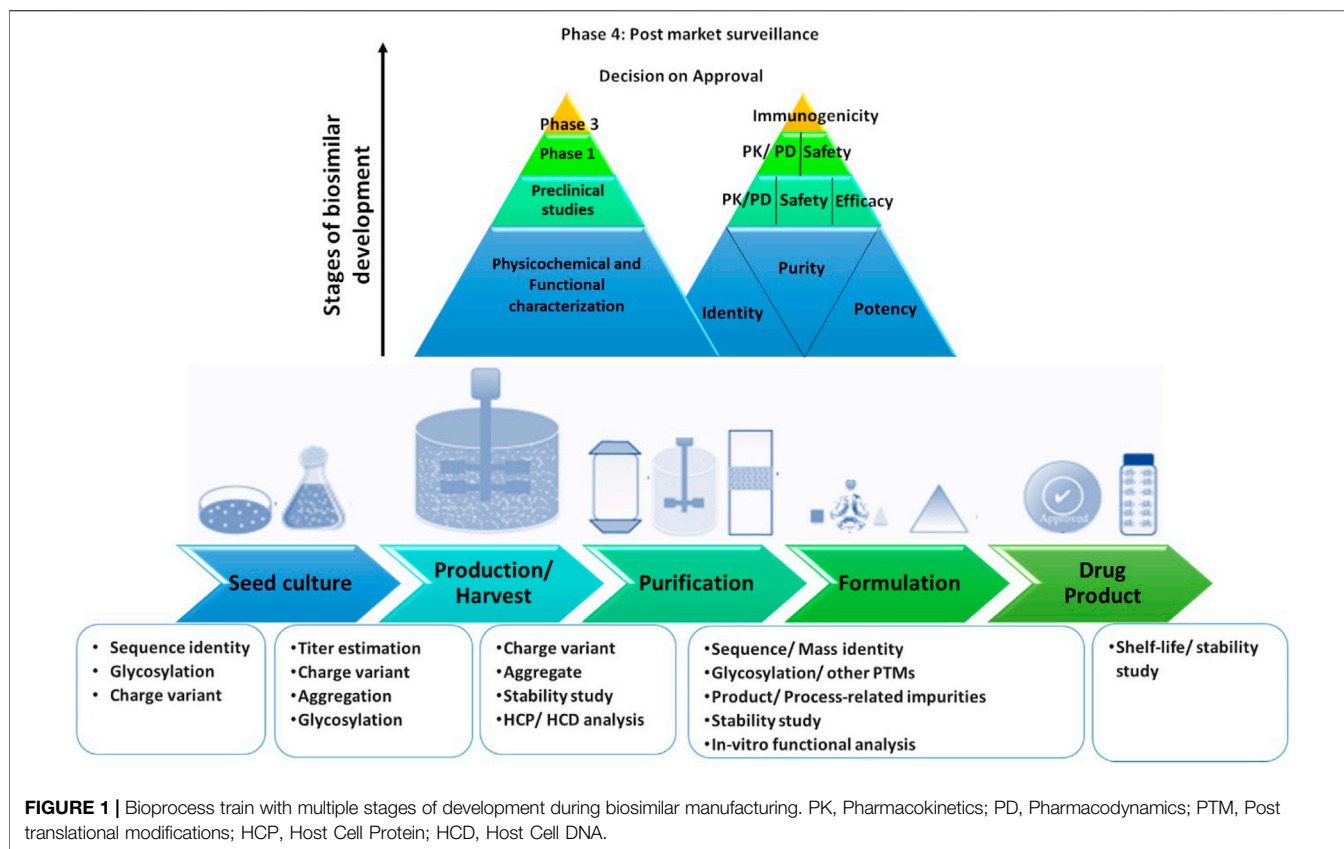 Phase 4: Post market surveillance
Decision on Approval
Stages of biosimilar
development
Phase 3
Phase 1
Preclinical
studies
Physicochemical and
Functional
characterization
Immunogenicity
PK/ PD Safety
PK/PD Safety Efficacy
Identity
Purity
Potency
Approved
Seed culture
Production/
Harvest
Purification
Formulation
Drug
Product
• Sequence identity
• Glycosylation
• Charge variant
•Titer estimation
•Charge variant
•Aggregation
•Glycosylation
•Charge variant
•Aggregate
•Stability study
•HCP/ HCD analysis
•Sequence/ Mass identity
•Glycosylation/ other PTMs
•Product/ Process-related impurities
•Stability study
•In-vitro functional analysis
•Shelf-life/ stability
study
FIGURE 1 | Bioprocess train with multiple stages of development during biosimilar manufacturing. PK, Pharmacokinetics; PD, Pharmacodynamics; PTM, Post
translational modifications; HCP, Host Cell Protein; HCD, Host Cell DNA.